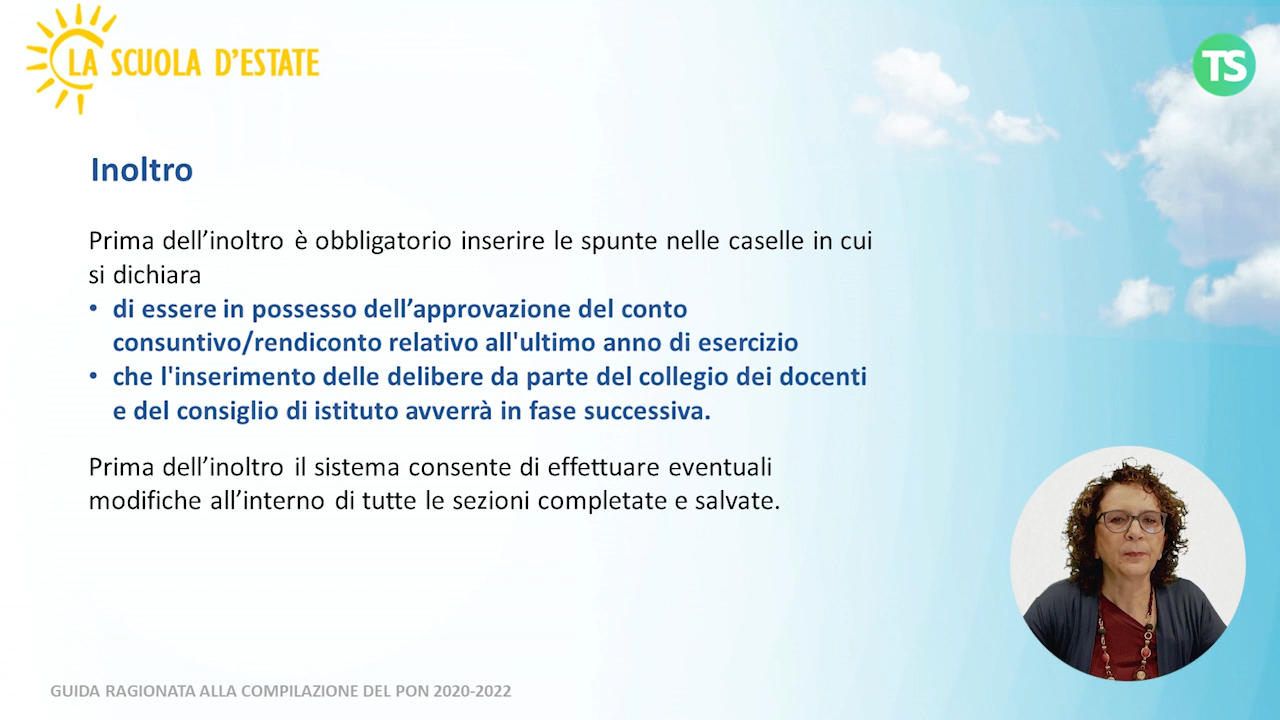 LA SCUOLA D'ESTATE
TS
Inoltro
Prima dell’inoltro è obbligatorio inserire le spunte nelle caselle in cui
si dichiara
• di essere in possesso dell’approvazione del conto
consuntivo/rendiconto relativo all'ultimo anno di esercizio
• che l'inserimento delle delibere da parte del collegio dei docenti
e del consiglio di istituto avverrà in fase successiva.
Prima dell’inoltro il sistema consente di effettuare eventuali
modifiche all’interno di tutte le sezioni completate e salvate.
GUIDA RAGIONATA ALLA COMPILAZIONE DEL PON 2020-2022